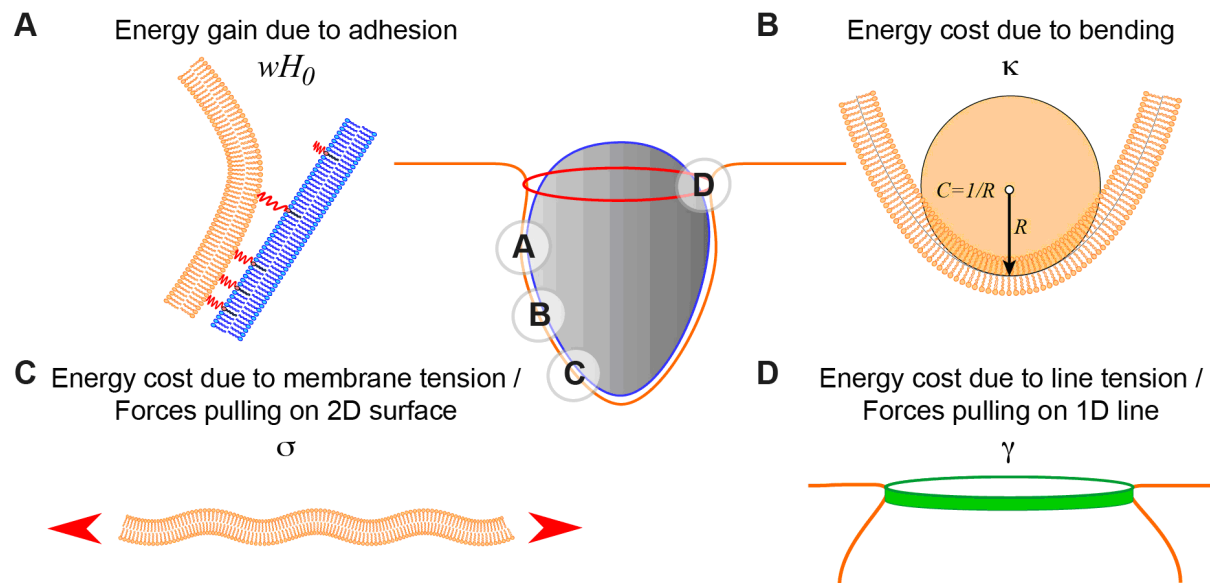 A
Energy gain due to adhesion
wH0
B
Energy cost due to bending
κ
C=1/R
R
D
A
B
C
C
Energy cost due to membrane tension /
Forces pulling on 2D surface
σ
D
Energy cost due to line tension /
Forces pulling on 1D line
γ